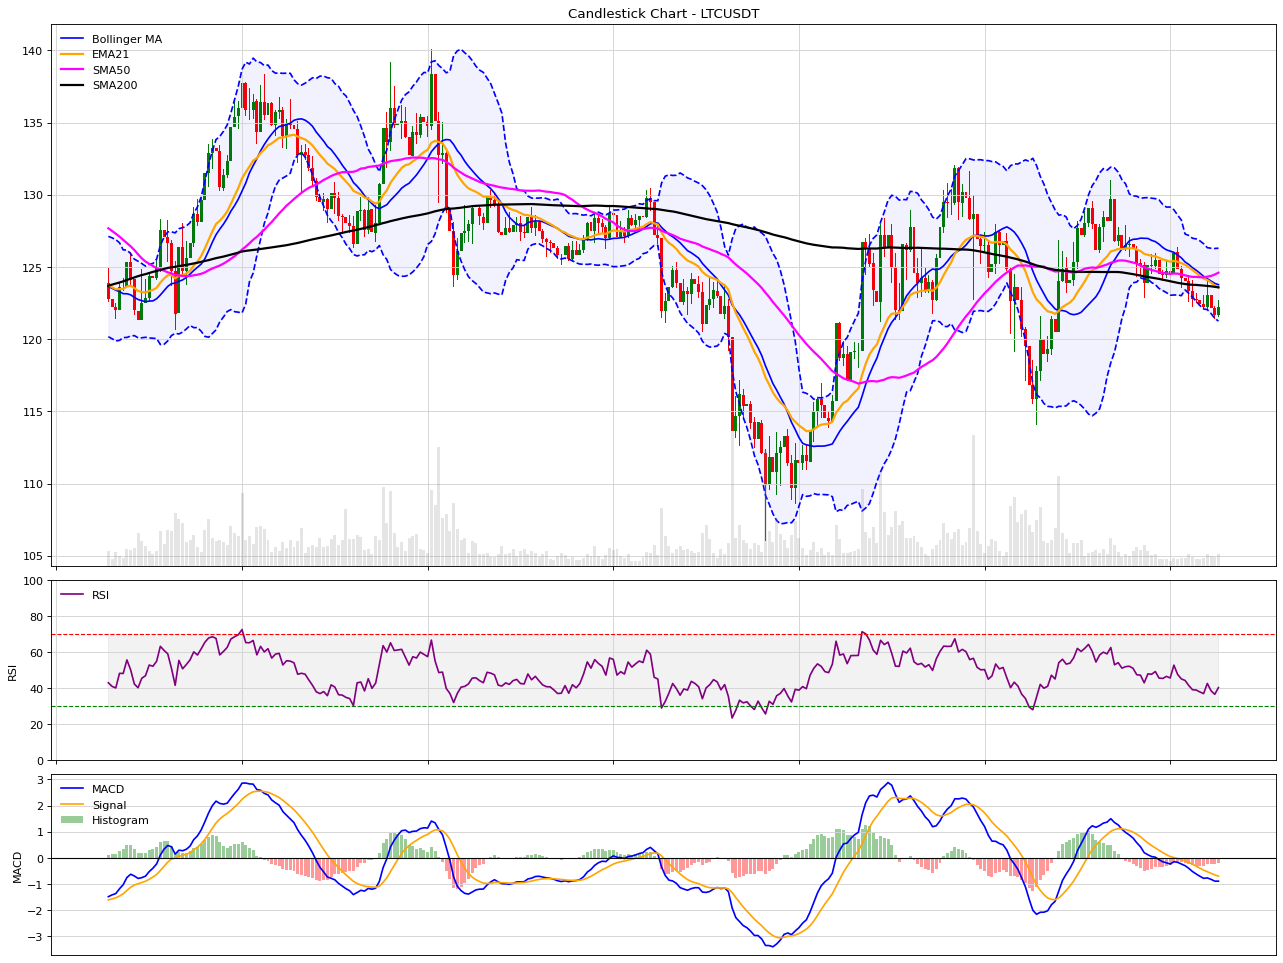 Candlestick Chart - LTCUSDT
Bollinger MA
EMA21
SMA50
SMA200
140
135
130
125
120
115
110
105
RSI
100
80
60
40
20
0
RSI
MACD
Signal
Histogram
3
2
1
0
−1
−2
−3
MACD